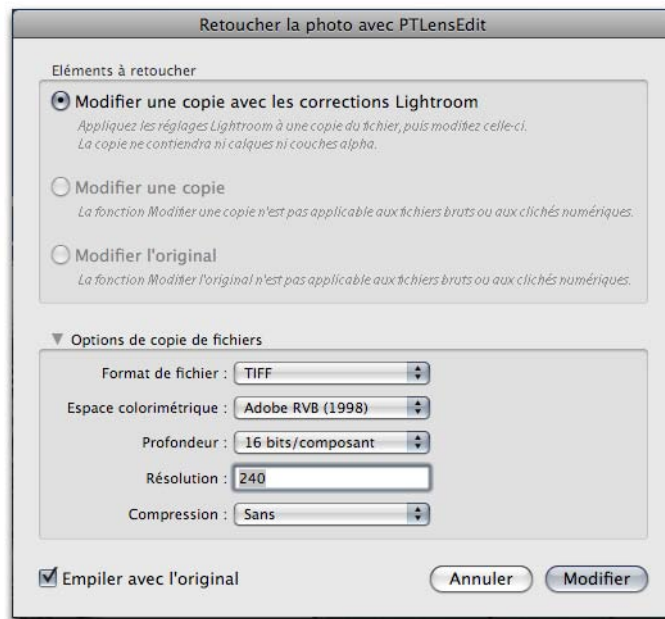 Retoucher la photo avec PTLensEdit
Eléments à retoucher
Modifier une copie avec les corrections Lightroom
Appliquez les réglages Lightroom à une copie du fichier, puis modifiez celle-ci.
La copie ne contiendra ni calques ni couches alpha.
Modifier une copie
La fonction Modifier une copie n'est pas applicable aux fichiers bruts ou aux clichés numériques.
Modifier l'original
La fonction Modifier l'original n'est pas applicable aux fichiers bruts ou aux clichés numériques.
Options de copie de fichiers
Format de fichier : TIFF
Espace colorimétrique : Adobe RVB (1998)
Profondeur : 16 bits/composant
Résolution : 240
Compression : Sans
Empiler avec l'original Annuler Modifier